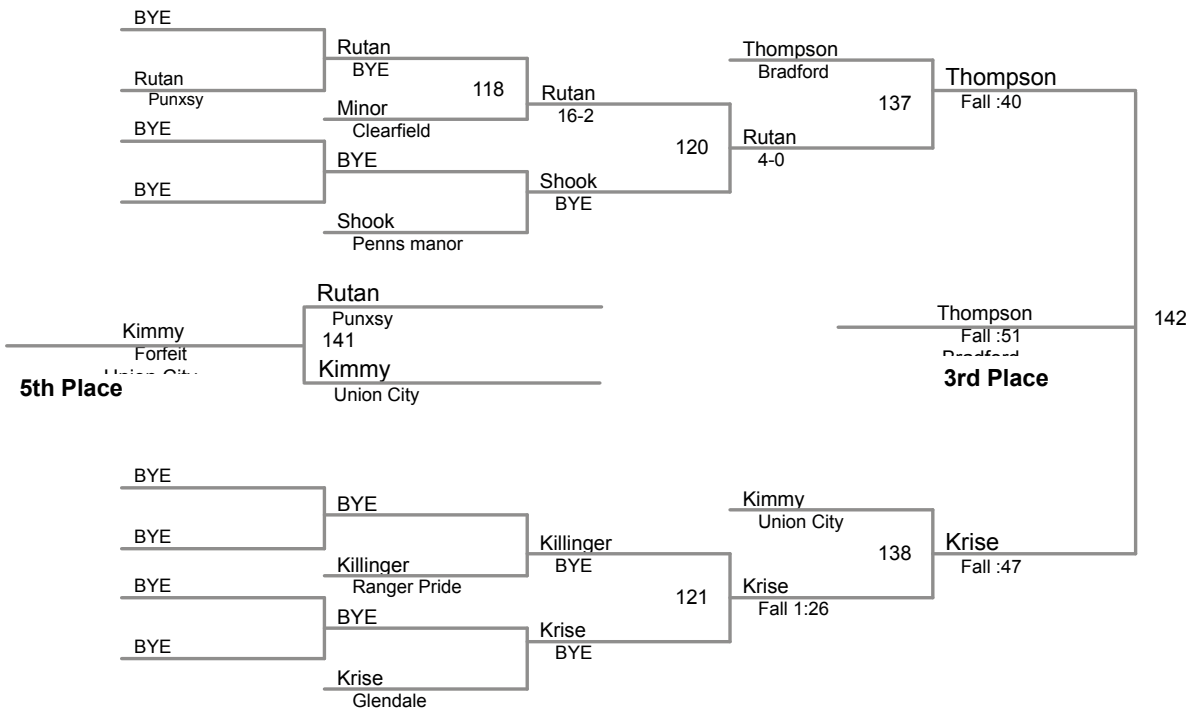 BYE
Rutan
BYE
Rutan
Punxsy
118
Minor
Clearfield
BYE
BYE
BYE
Shook
Penns manor
Rutan
16-2
120
Shook
BYE
Thompson
Bradford
137
Rutan
4-0
Thompson
Fall :40
Rutan
Punxsy
141
Kimmy
Union City
Kimmy
Forfeit
Union City
5th Place
Thompson
Fall :51
Bradford
3rd Place
142
BYE
BYE
BYE
Killinger
Ranger Pride
BYE
BYE
BYE
Krise
Glendale
Killinger
BYE
121
Krise
BYE
Kimmy
Union City
138
Krise
Fall 1:26
Krise
Fall :47